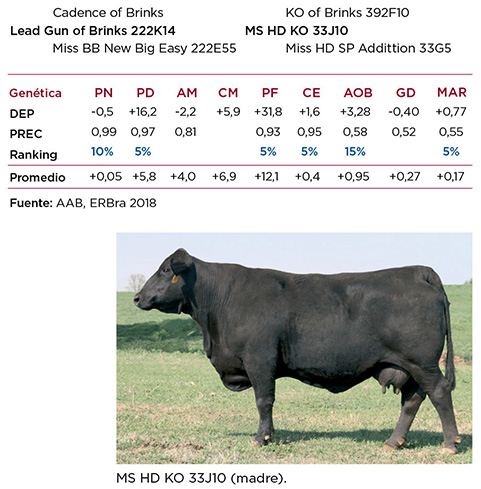 Cadence of Brinks KO of Brinks 392F10
Lead Gun of Brinks 222K14 MS HD KO 33J10
Miss BB New Big Easy 222E55 Miss HD SP Addittion 33G5
Genética PN PD AM CM PF CE AOB GD MAR
DEP -0,5 +16,2 -2,2 +5,9 +31,8 +1,6 +3,28 -0,40 +0,77
PREC 0,99 0,97 0,81 0,93 0,95 0,58 0,52 0,55
Ranking 10% 5% 5% 5% 15% 5%
Promedio +0,05 +5,8 +4,0 +6,9 +12,1 +0,4 +0,95 +0,27 +0,17
Fuente: AAB, ERBra 2018
MS HD KO 33J10 (madre).